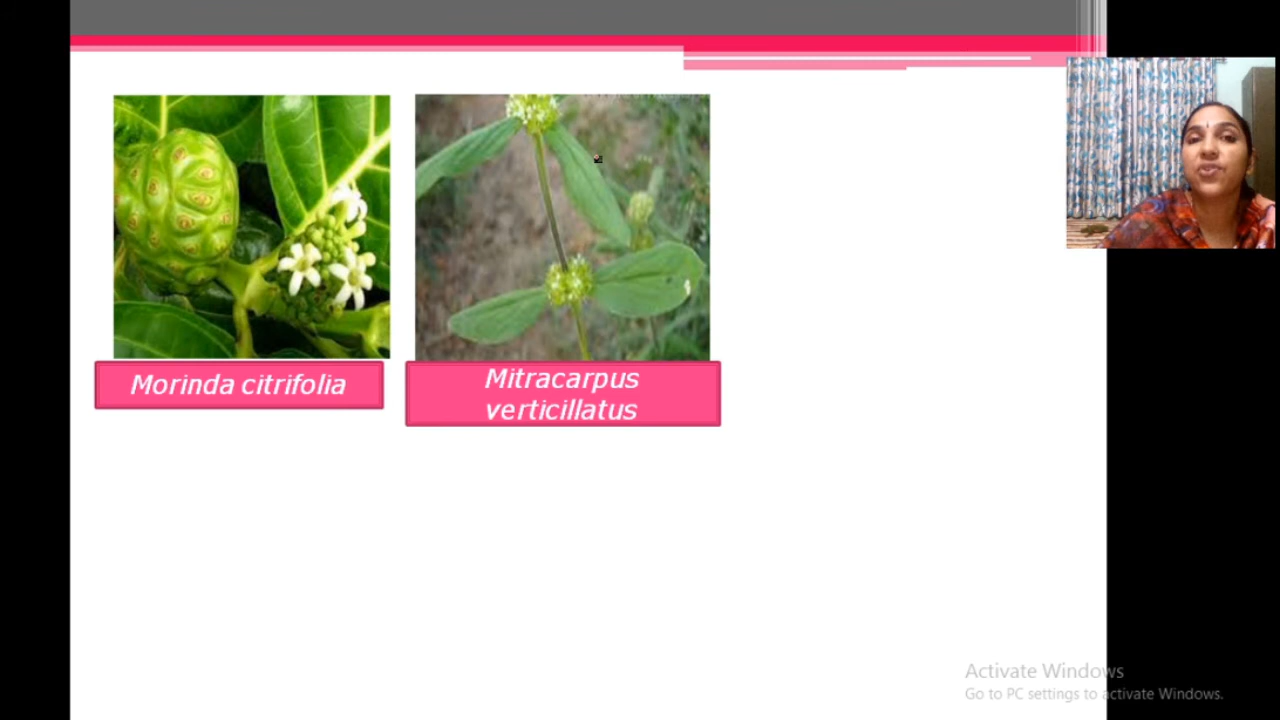 Morinda citrifolia
Mitracarpus
verticillatus
Activate Windows
Go to PC settings to activate Windows.